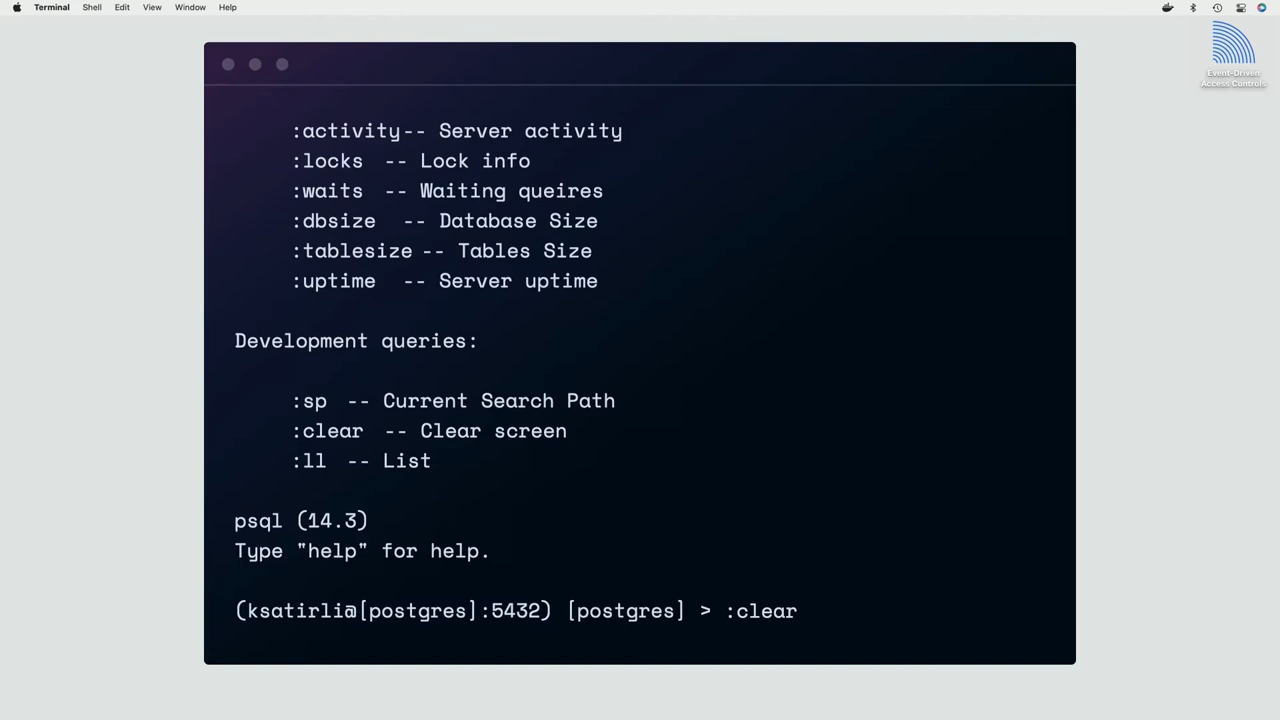 Terminal Shell Edit View Window Help
Event-Driven
Access Controls
:activity-- Server activity
:locks -- Lock info
:waits -- Waiting queires
:dbsize -- Database Size
:tablesize -- Tables Size
:uptime -- Server uptime
Development queries:
:sp -- Current Search Path
:clear -- Clear screen
:ll -- List
psql (14.3)
Type "help" for help.
(ksatirli@[postgres]:5432) [postgres] > :clear